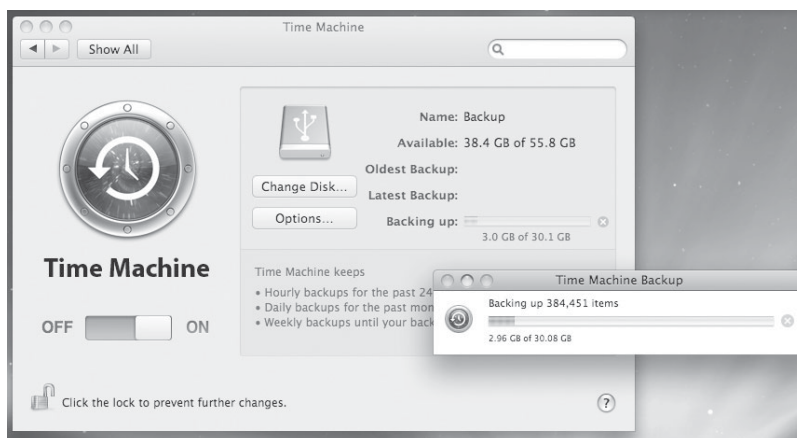 Time Machine
Show All
Name: Backup
Available: 38.4 GB of 55.8 GB
Oldest Backup:
Change Disk...
Latest Backup:
Options...
Backing up:
3.0 GB of 30.1 GB
Time Machine
Time Machine keeps
• Hourly backups for the past 24
• Daily backups for the past mon
• Weekly backups until your back
OFF
ON
Time Machine Backup
Backing up 384,451 items
2.96 GB of 30.08 GB
Click the lock to prevent further changes.
?